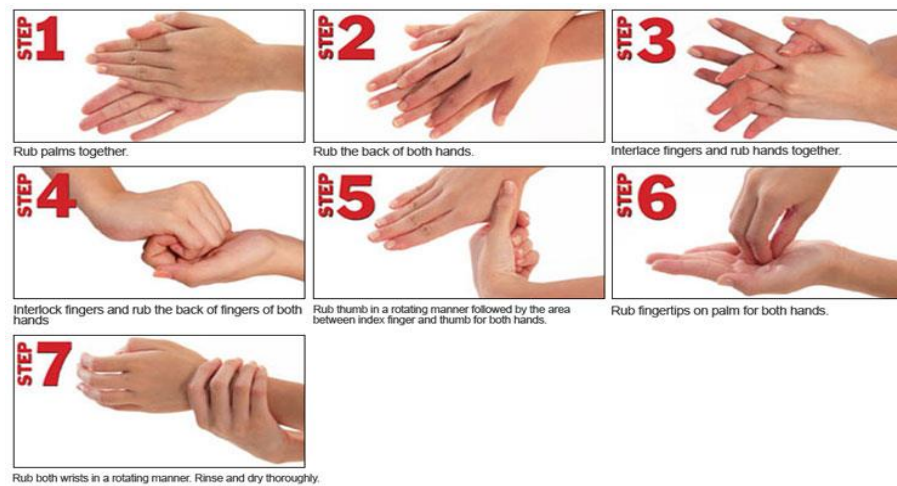 STEP 1
Rub palms together.
STEP 2
Rub the back of both hands.
STEP 3
Interlace fingers and rub hands together.
STEP 4
Interlock fingers and rub the back of fingers of both
hands
STEP 5
Rub thumb in a rotating manner followed by the area
between index finger and thumb for both hands.
STEP 6
Rub fingertips on palm for both hands.
STEP 7
Rub both wrists in a rotating manner. Rinse and dry thoroughly.